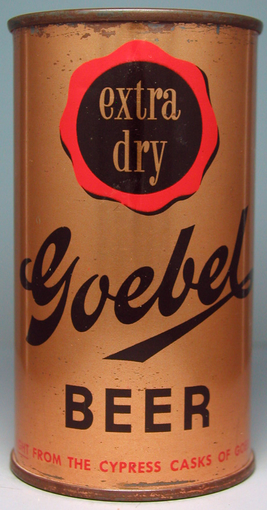 extra
dry
Goebel
BEER
FROM THE CYPRESS CASKS OF